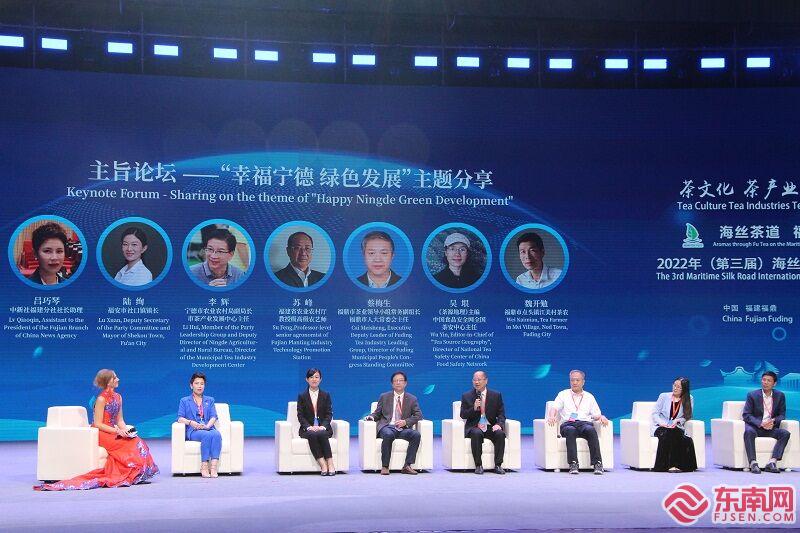 主旨论坛 ——“幸福宁德 绿色发展”主题分享
Keynote Forum - Sharing on the theme of "Happy Ningde Green Development"
茶文化 茶产业
Tea Culture Tea Industries Te
海丝茶道
Aromas through Fu Tea on the Maritim
2022年（第三届）海丝
The 3rd Maritime Silk Road Internation
中国 福建福鼎
China Fujian Fuding
吕巧琴
中新社福建分社社长助理
Lv Qiaoqin, Assistant to the
President of the Fujian Branch
of China News Agency
陆 绚
福安市社口镇镇长
Lu Xuan, Deputy Secretary
of the Party Committee and
Mayor of Shekou Town,
Fu'an City
李 辉
宁德市农业农村局副局长
市茶产业发展中心主任
Li Hui, Member of the Party
Leadership Group and Deputy
Director of Ningde Agricultur-
al and Rural Bureau, Director
of the Municipal Tea Industry
Development Center
苏 峰
福建省农业农村厅
教授级高级农艺师
Su Feng, Professor-level
senior agronomist of
Fujian Planting Industry
Technology Promotion
Station
蔡梅生
福鼎市茶业领导小组常务副组长
福鼎市人大常委会主任
Cai Meisheng, Executive
Deputy Leader of Fuding
Tea Industry Leading
Group, Director of Fuding
Municipal People's Con-
gress Standing Committee
吴 垠
《茶源地理》主编
中国食品安全网全国
茶安中心主任
Wu Yin, Editor-in-Chief of
"Tea Source Geography",
Director of National Tea
Safety Center of China
Food Safety Network
魏开勉
福鼎市点头镇江美村茶农
Wei Kaimian, Tea Farmer
in Mei Village, Nod Town,
Fuding City
东南网
FJSEN.COM